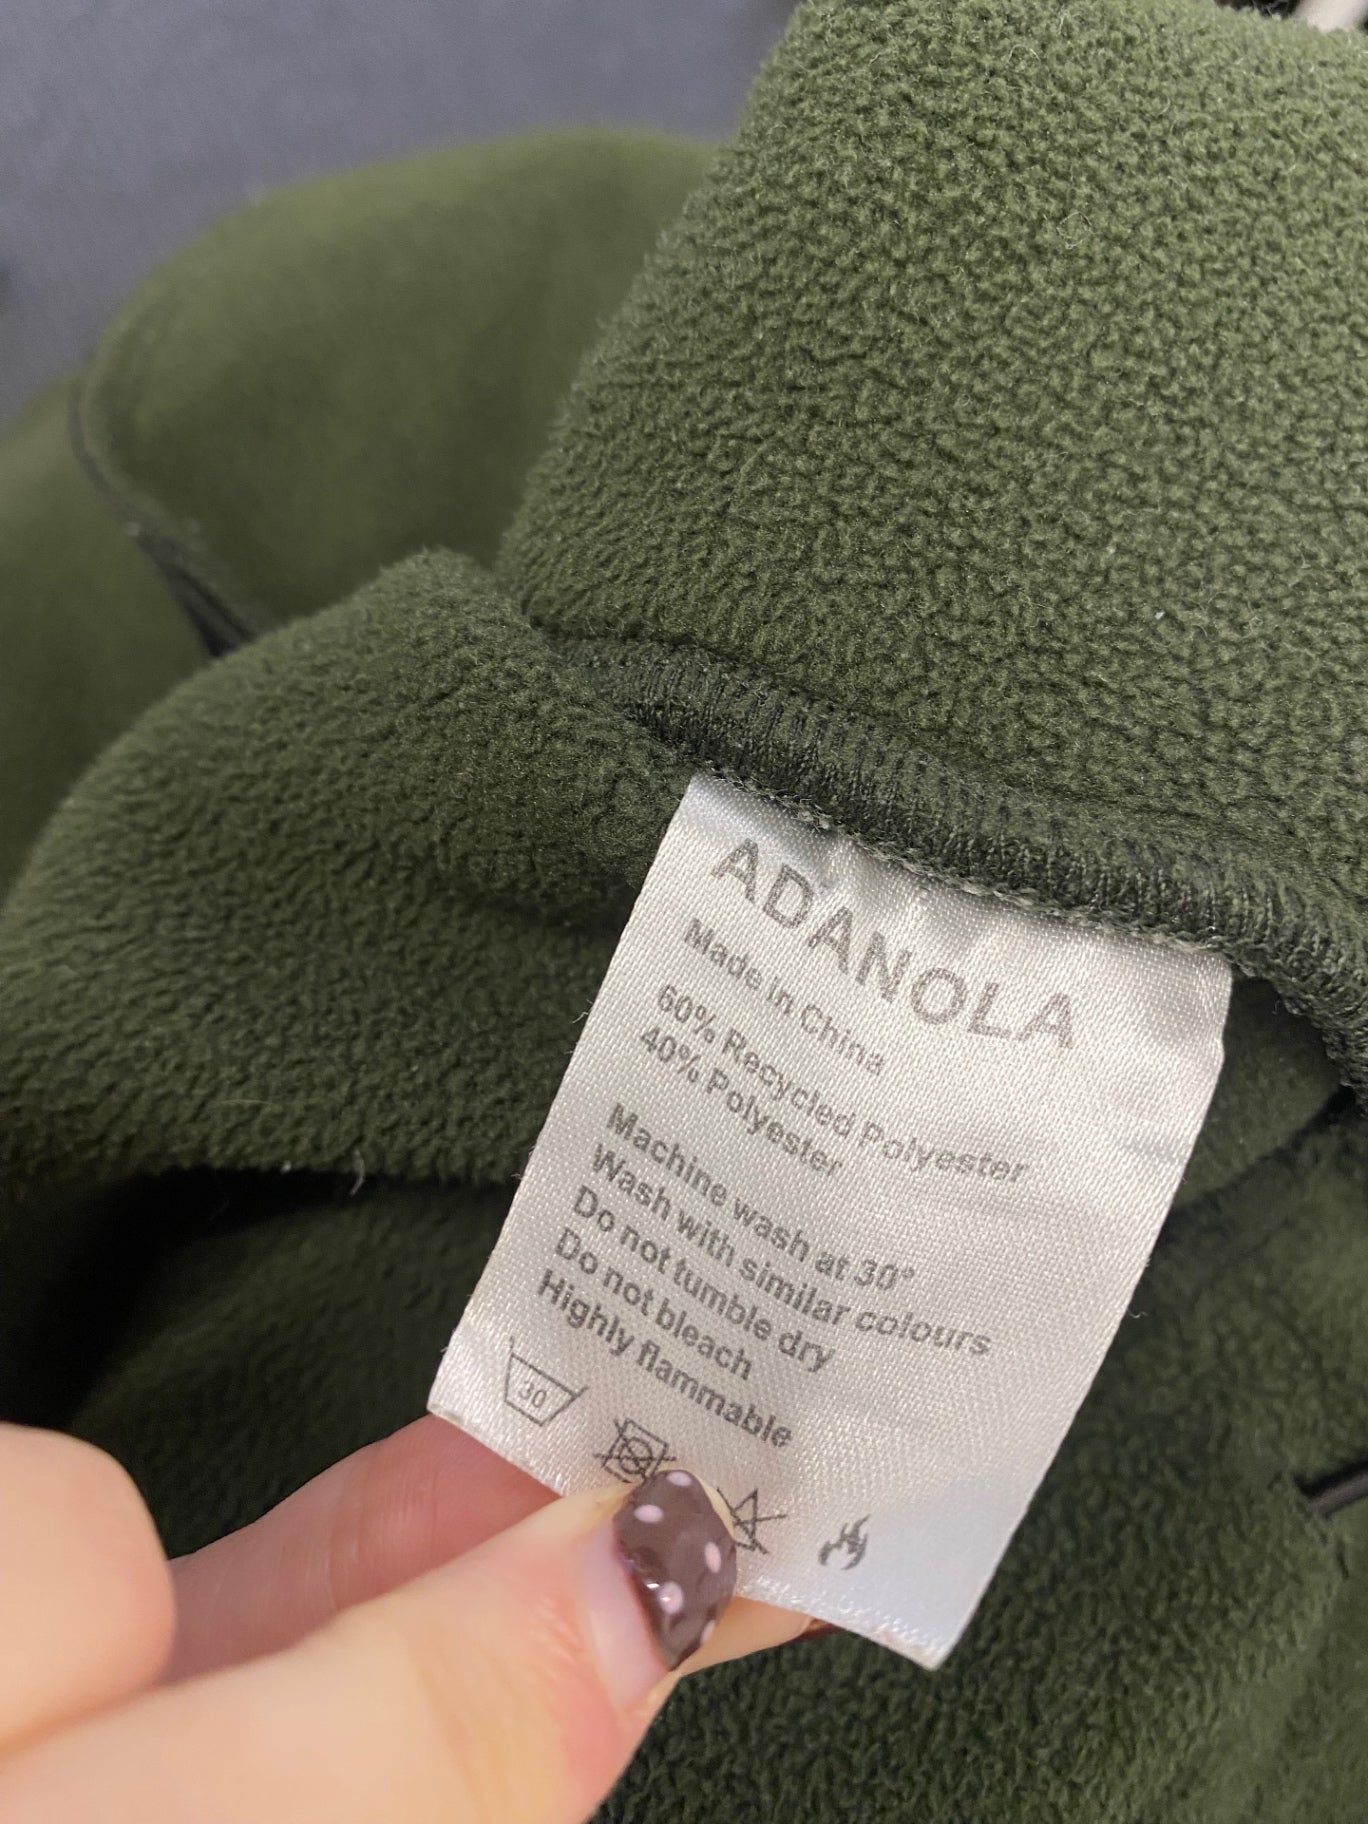 ADANOLA
Made in China
60% Recycled Polyester
40% Polyester
Machine wash at 30°
Wash with similar colours
Do not tumble dry
Do not bleach
Highly flammable
30